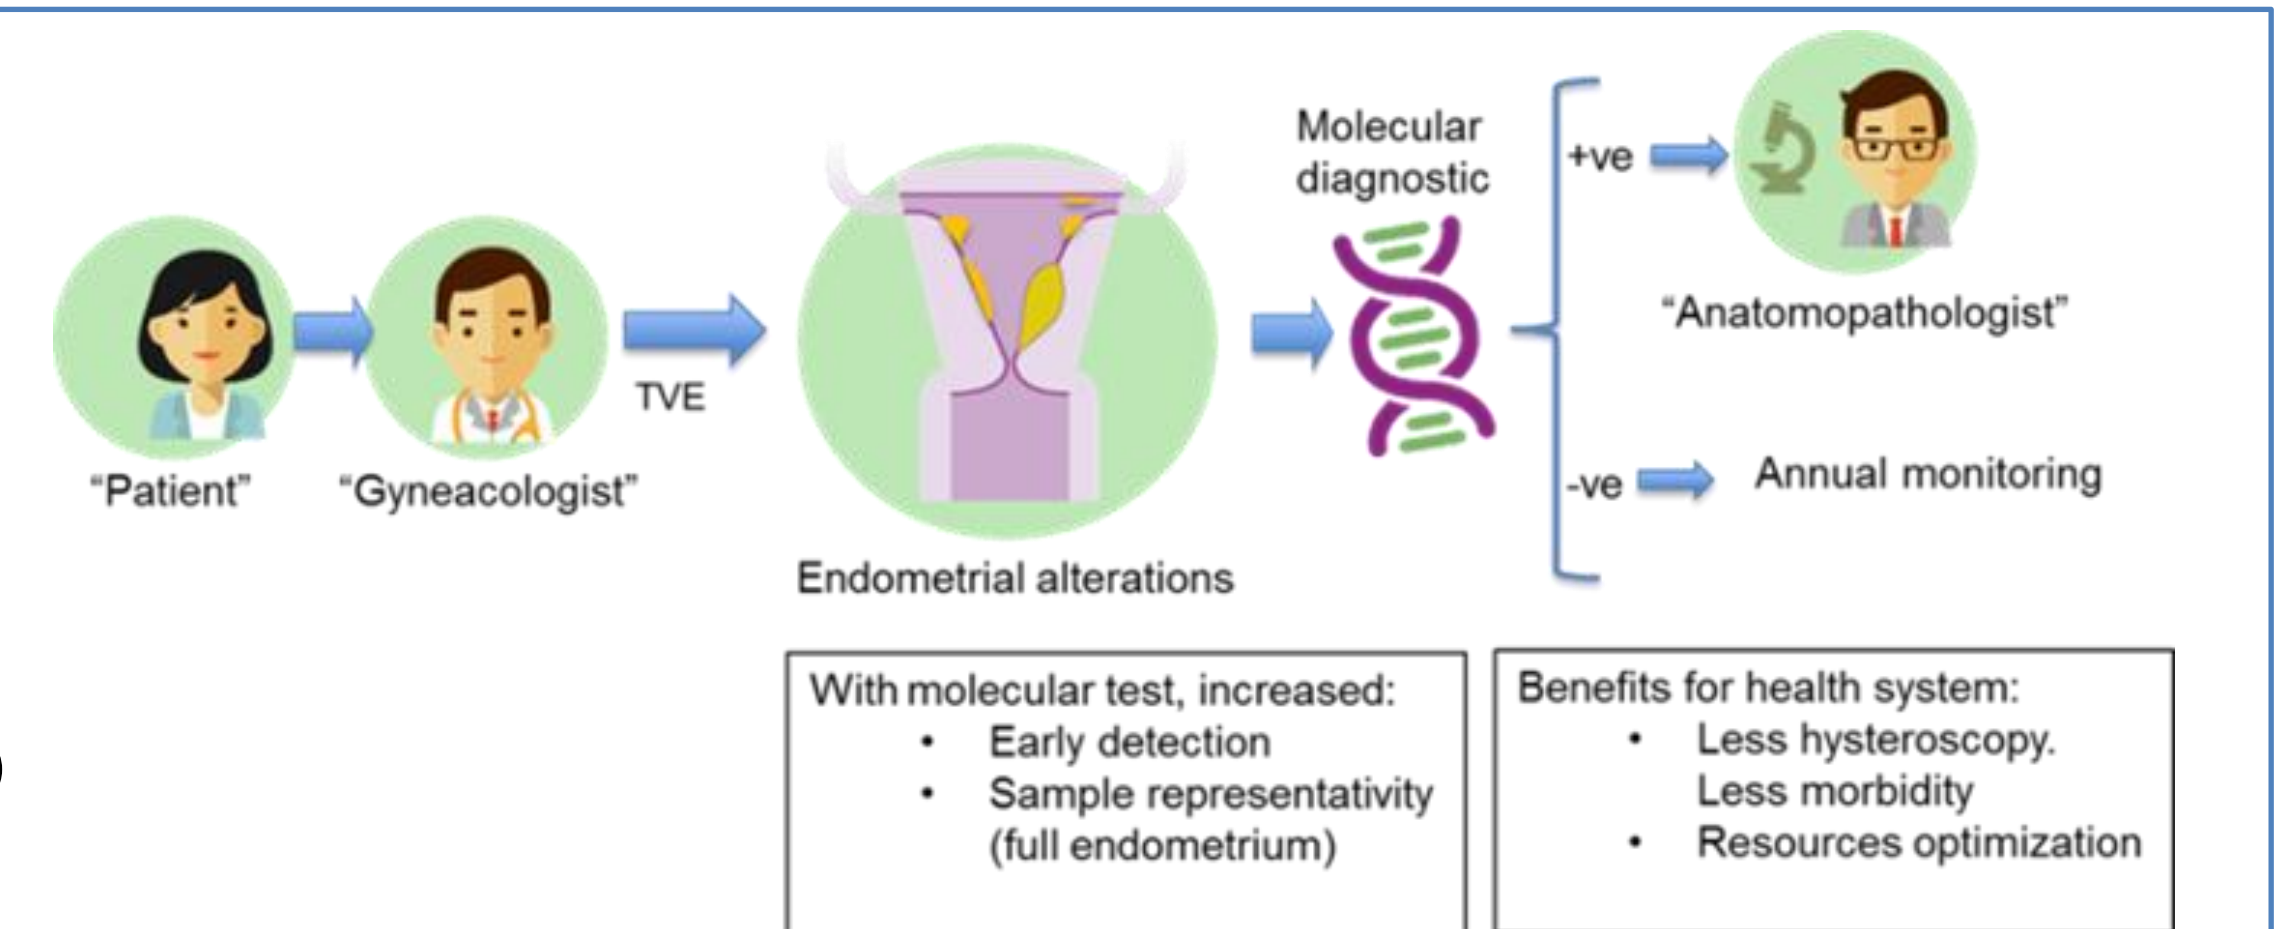 Molecular
diagnostic
+ve
“Anatomopathologist”
TVE
“Patient”
“Gyneacologist”
-ve
Annual monitoring
Endometrial alterations
With molecular test, increased:
• Early detection
• Sample representativity
(full endometrium)
Benefits for health system:
• Less hysteroscopy.
Less morbidity
• Resources optimization
)